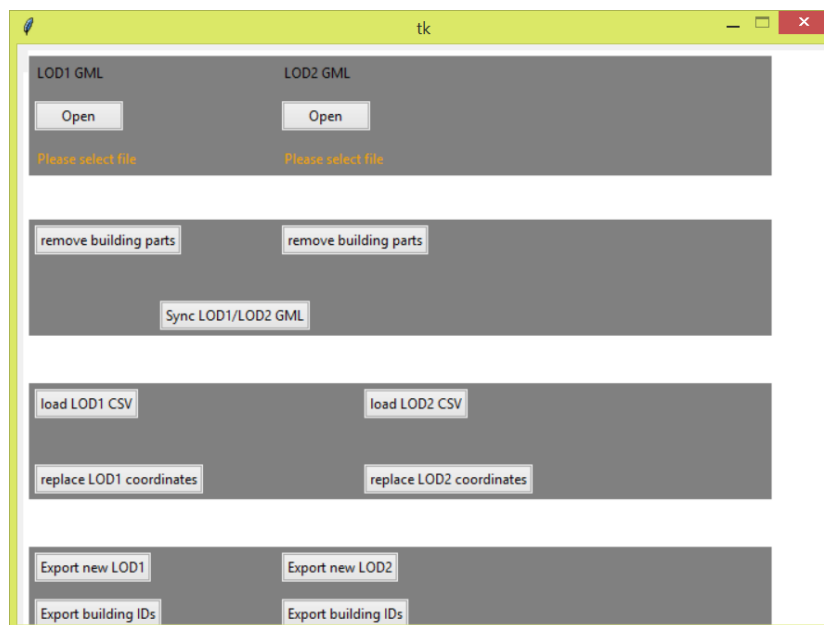 tk
LOD1 GML LOD2 GML
Open Open
Please select file Please select file
remove building parts remove building parts
Sync LOD1/LOD2 GML
load LOD1 CSV load LOD2 CSV
replace LOD1 coordinates replace LOD2 coordinates
Export new LOD1 Export new LOD2
Export building IDs Export building IDs